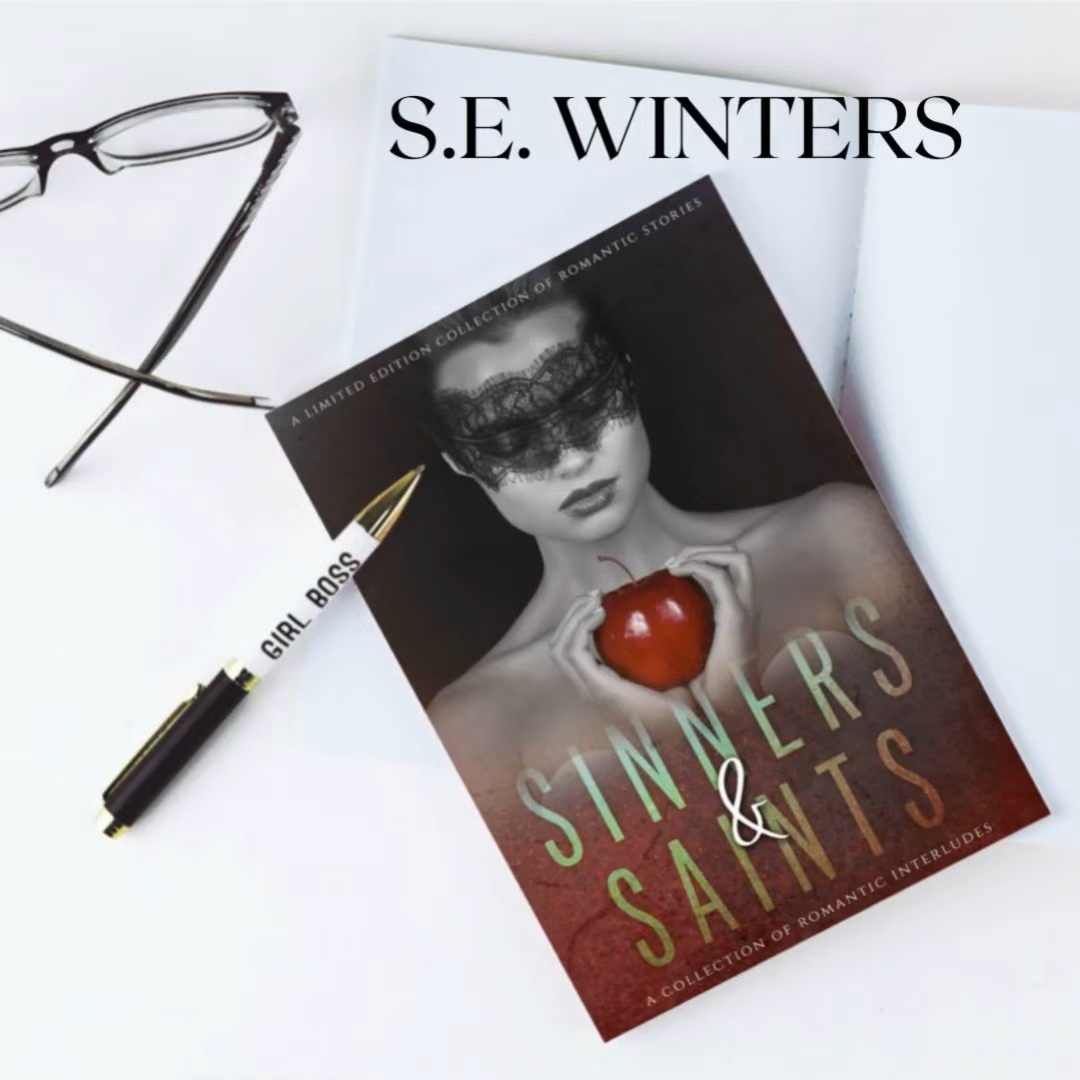 S.E. WINTERS
A LIMITED EDITION COLLECTION OF ROMANTIC STORIES
GIRL BOSS
SINNERS
&
SAINTS
A COLLECTION OF ROMANTIC INTERLUDES